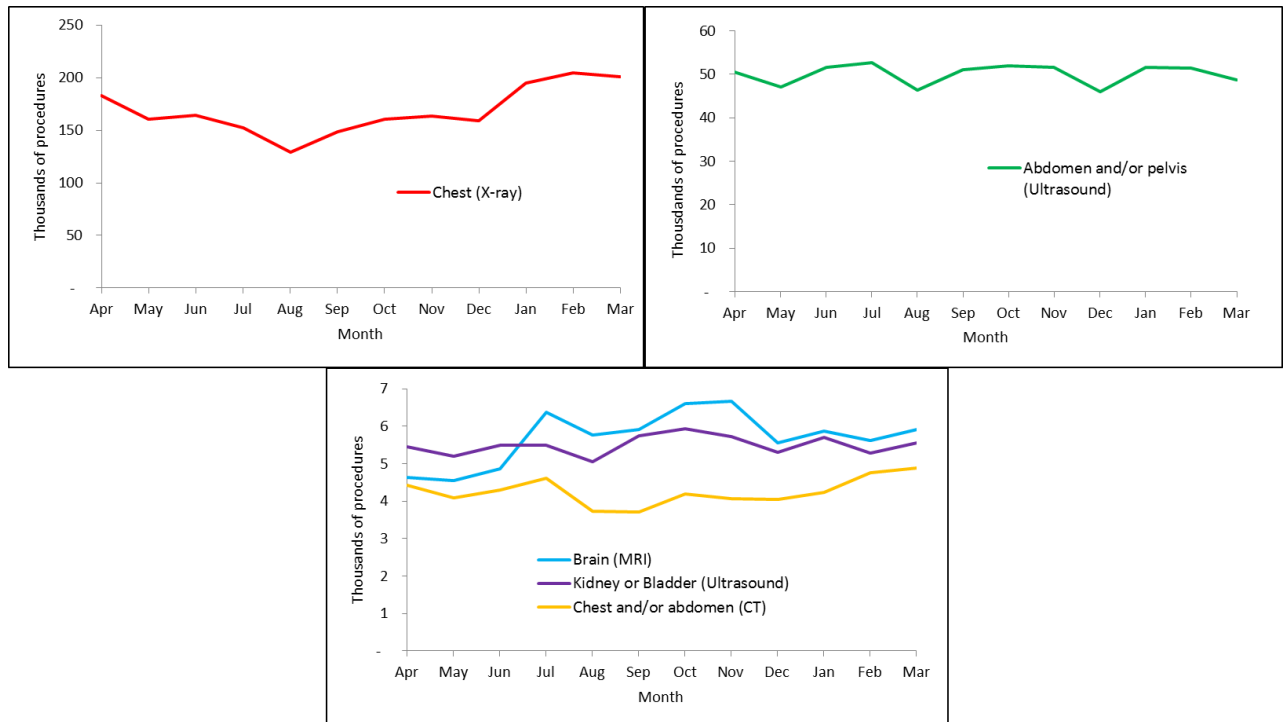 250
200
150
100
50
-
Thousands of procedures
Chest (X-ray)
Apr May Jun Jul Aug Sep Oct Nov Dec Jan Feb Mar
Month
60
50
40
30
20
10
-
Thousdands of procedures
Abdomen and/or pelvis
(Ultrasound)
Apr May Jun Jul Aug Sep Oct Nov Dec Jan Feb Mar
Month
7
6
5
4
3
2
1
-
Thousands of procedures
Brain (MRI)
Kidney or Bladder (Ultrasound)
Chest and/or abdomen (CT)
Apr May Jun Jul Aug Sep Oct Nov Dec Jan Feb Mar
Month